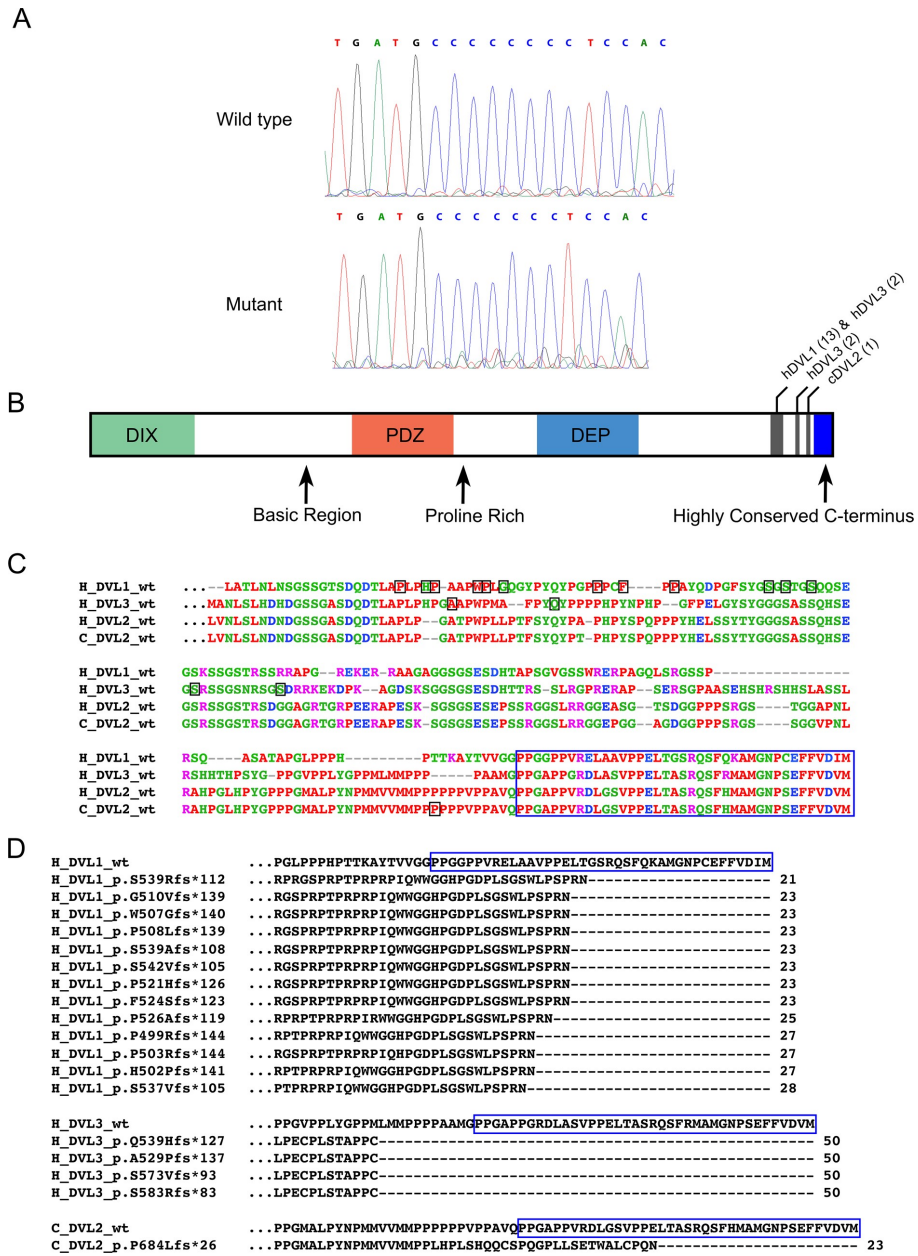 A
T G A T G C C C C C C C C T C C A C
Wild type
T G A T G C C C C C C C T C C A C
Mutant
hDVL1 (13) & hDVL3 (2)
hDVL3 (2)
cDVL2 (1)
B
DIX PDZ DEP
Basic Region Proline Rich Highly Conserved C-terminus
C
H_DVL1_wt ...--LATLNLNSGSSGTSDQDTLAPLPHPAAPWPLGQGYPYQYPGPPPCFPPAYQDPGFSYGSGSTGSQQSE
H_DVL3_wt ...MANLSLHDHDGSSGASDQDTLAPLPHPGAAPWPMA--FPYQYPPPPHPYNPHP--GFPELGYSYGGGSASSQHSE
H_DVL2_wt ...LVNLSLNDNDGSSGASDQDTLAPLP--GATPWPLLPTFSYQYPA-PHPYSPQPPPYHELSSYTYGGGSASSQHSE
C_DVL2_wt ...LVNLSLNDNDGSSGASDQDTLAPLP--GATPWPLLPTFSYQYPT-PHPYSPQPPPYHELSSYTYGGGSASSQHSE
H_DVL1_wt GSKSSGSTRSSRRAPG--REKER--RAAGAGGSGSESDHTAPSGVGSSWRERPAGQLSRGSSP----------------
H_DVL3_wt GSRSSGSNRSGSDRRKEKDPK--AGDSKSGGSGSESDHTTRS--SLRGPRERAP--SERSGPAASEHSHRSHHSLASSL
H_DVL2_wt GSRSSGSTRSDGGAGRTGRPEERAPESK-SGSGSESEPSSRGGSLRRGGEASG---TSDGGPPPSRGS---TGGAPNL
C_DVL2_wt GSRSSGSTRSDGGAGRTGRPEERAPESK-SGSGSESEPSSRGGSLRRGGEPGG---AGDGGPPPSRGS---TGGVPNL
H_DVL1_wt RSQ----ASATAPGLPPPH--------PTTKAYTVVGGPPGGPPVRELAAVPPELTGSRQSFQKAMGNPCEFFVDIM
H_DVL3_wt RSHHTHPSYG-PPGVPPLYGPPMLMMPPP------PAAMGPPGAPPGRDLASVPPELTASRQSFRMAMGNPSEFFVDVM
H_DVL2_wt RAHPGLHPYGPPPGMALPYNPMMVVMMPPPPPPVPPAVQPPGAPPVRDLGSVPPELTASRQSFHMAMGNPSEFFVDVM
C_DVL2_wt RAHPGLHPYGPPPGMALPYNPMMVVMMPPPPPPVPPAVQPPGAPPVRDLGSVPPELTASRQSFHMAMGNPSEFFVDVM
D
H_DVL1_wt ...PGLPPPHPTTKAYTVVGGPPGGPPVRELAAVPPELTGSRQSFQKAMGNPCEFFVDIM
H_DVL1_p.S539Rfs*112 ...RPRGSPRPTPRPRPIQWWGGHPGDPLSGSWLPSPRN--------------------- 21
H_DVL1_p.G510Vfs*139 ...RGSPRPTPRPRPIQWWGGHPGDPLSGSWLPSPRN----------------------- 23
H_DVL1_p.W507Gfs*140 ...RGSPRPTPRPRPIQWWGGHPGDPLSGSWLPSPRN----------------------- 23
H_DVL1_p.P508Lfs*139 ...RGSPRPTPRPRPIQWWGGHPGDPLSGSWLPSPRN----------------------- 23
H_DVL1_p.S539Afs*108 ...RGSPRPTPRPRPIQWWGGHPGDPLSGSWLPSPRN----------------------- 23
H_DVL1_p.S542Vfs*105 ...RGSPRPTPRPRPIQWWGGHPGDPLSGSWLPSPRN----------------------- 23
H_DVL1_p.P521Hfs*126 ...RGSPRPTPRPRPIQWWGGHPGDPLSGSWLPSPRN----------------------- 23
H_DVL1_p.F524Sfs*123 ...RGSPRPTPRPRPIQWWGGHPGDPLSGSWLPSPRN----------------------- 23
H_DVL1_p.P526Afs*119 ...RPRPTPRPRPIRWWGGHPGDPLSGSWLPSPRN------------------------- 25
H_DVL1_p.P499Rfs*144 ...RPTPRPRPIQWWGGHPGDPLSGSWLPSPRN--------------------------- 27
H_DVL1_p.P503Rfs*144 ...RGSPRPTPRPRPIQHPGDPLSGSWLPSPRN--------------------------- 27
H_DVL1_p.H502Pfs*141 ...RPTPRPRPIQWWGGHPGDPLSGSWLPSPRN--------------------------- 27
H_DVL1_p.S537Vfs*105 ...PTPRPRPIQWWGGHPGDPLSGSWLPSPRN---------------------------- 28
H_DVL3_wt ...PPGVPPLYGPPMLMMPPPPAAMGPPGAPPGRDLASVPPELTASRQSFRMAMGNPSEFFVDVM
H_DVL3_p.Q539Hfs*127 ...LPECPLSTAPPC-------------------------------------------------- 50
H_DVL3_p.A529Pfs*137 ...LPECPLSTAPPC-------------------------------------------------- 50
H_DVL3_p.S573Vfs*93 ...LPECPLSTAPPC-------------------------------------------------- 50
H_DVL3_p.S583Rfs*83 ...LPECPLSTAPPC-------------------------------------------------- 50
C_DVL2_wt ...PPGMALPYNPMMVVMMPPPPPPVPPAVQPPGAPPVRDLGSVPPELTASRQSFHMAMGNPSEFFVDVM
C_DVL2_p.P684Lfs*26 ...PPGMALPYNPMMVVMMPPLHPLSHQQCSPQGPLLSETWALCPQN----------------------- 23